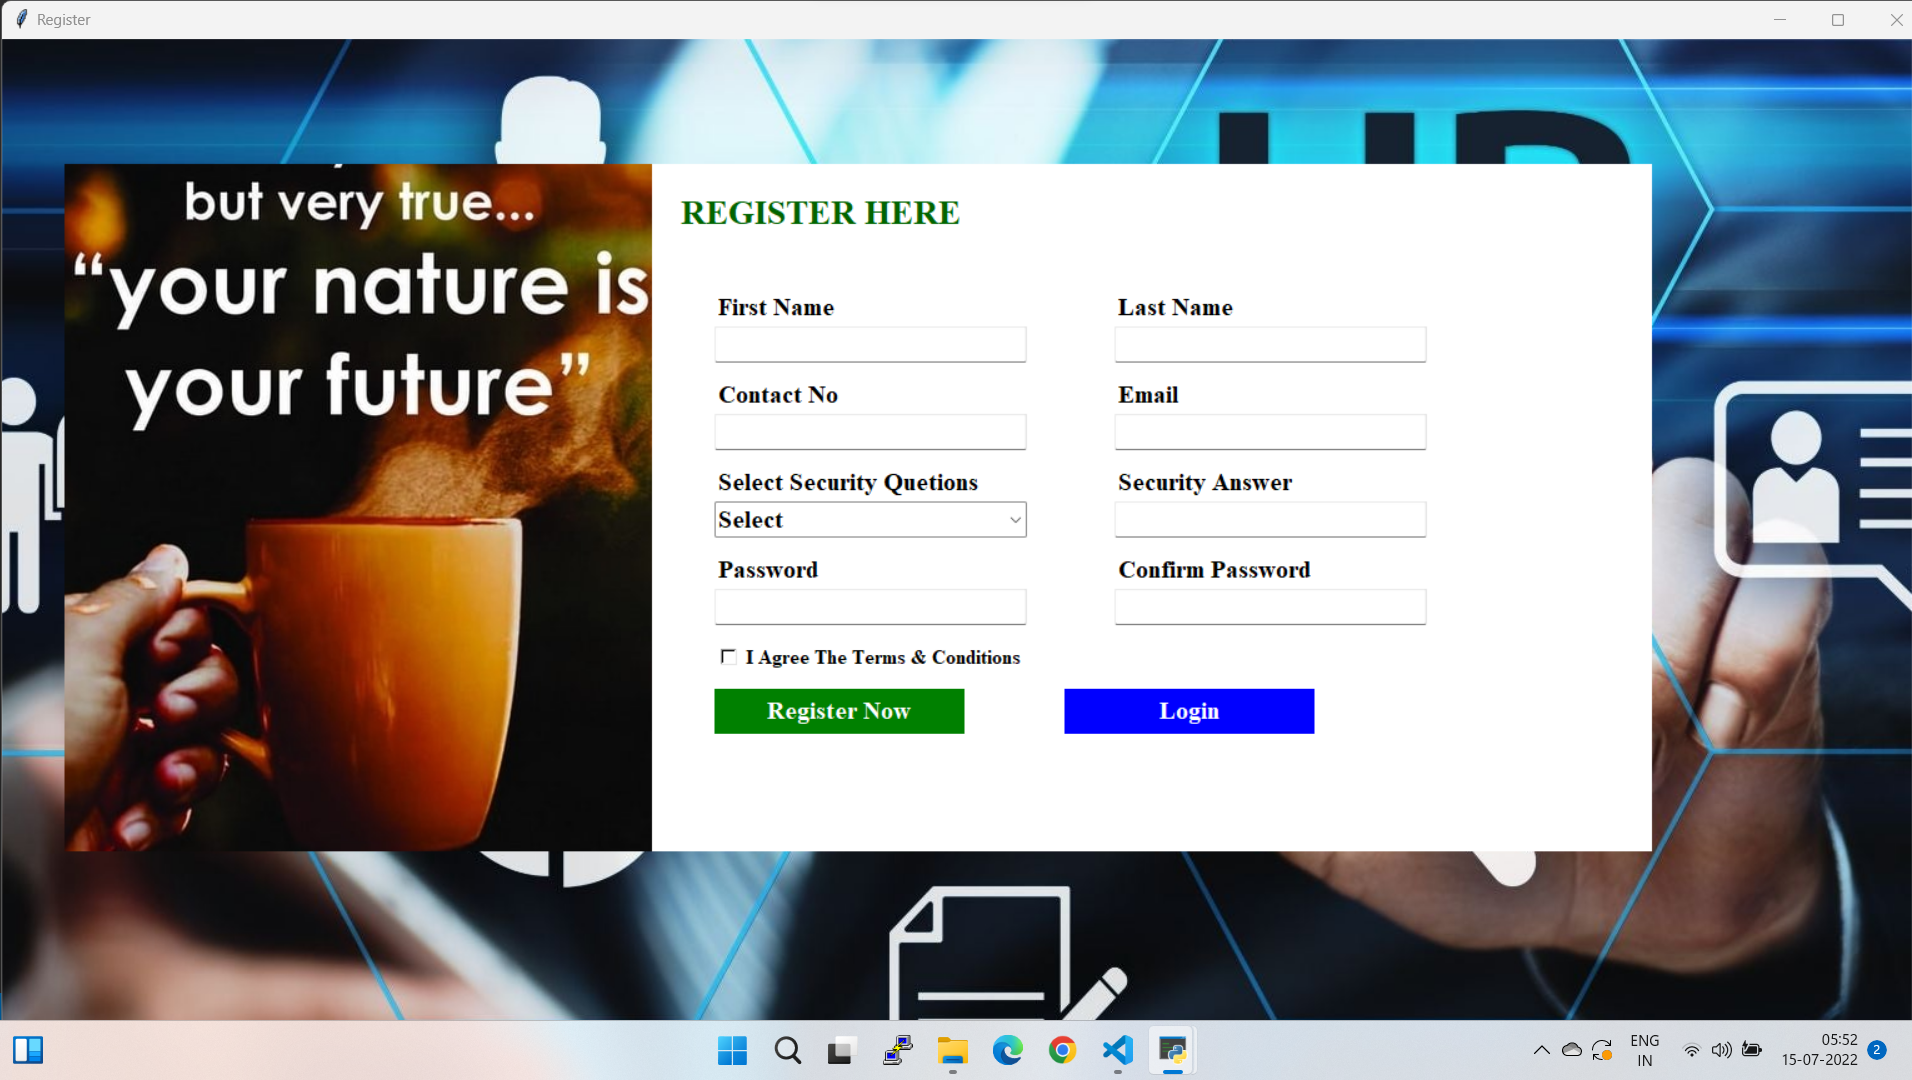 Register
but very true...
“your nature is
your future”
REGISTER HERE
First Name
Last Name
Contact No
Email
Select Security Quetions
Security Answer
Select
Password
Confirm Password
I Agree The Terms & Conditions
Register Now
Login
ENG
IN
05:52
15-07-2022
2